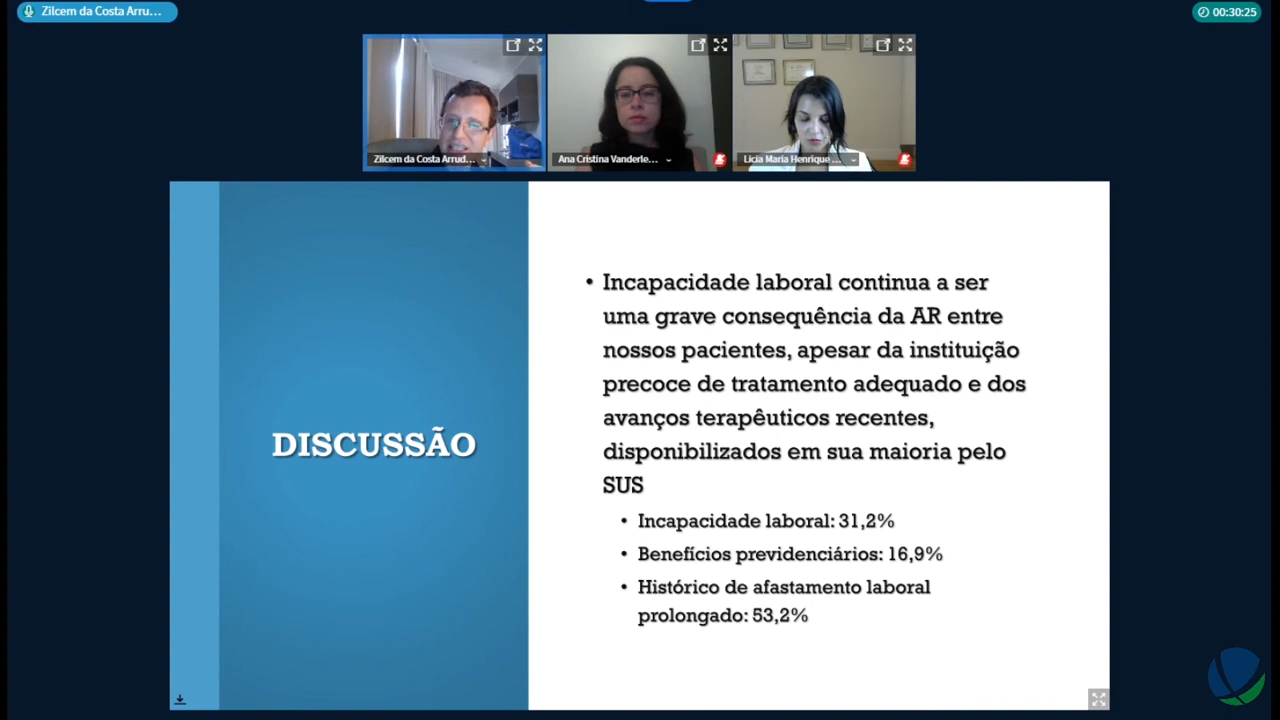 Zilcem da Costa Arru...
00:30:25
Zilcem da Costa Arrud...
Ana Cristina Vanderle...
Licia Maria Henrique ...
DISCUSSÃO
• Incapacidade laboral continua a ser
uma grave consequência da AR entre
nossos pacientes, apesar da instituição
precoce de tratamento adequado e dos
avanços terapêuticos recentes,
disponibilizados em sua maioria pelo
SUS
• Incapacidade laboral: 31,2%
• Benefícios previdenciários: 16,9%
• Histórico de afastamento laboral
prolongado: 53,2%